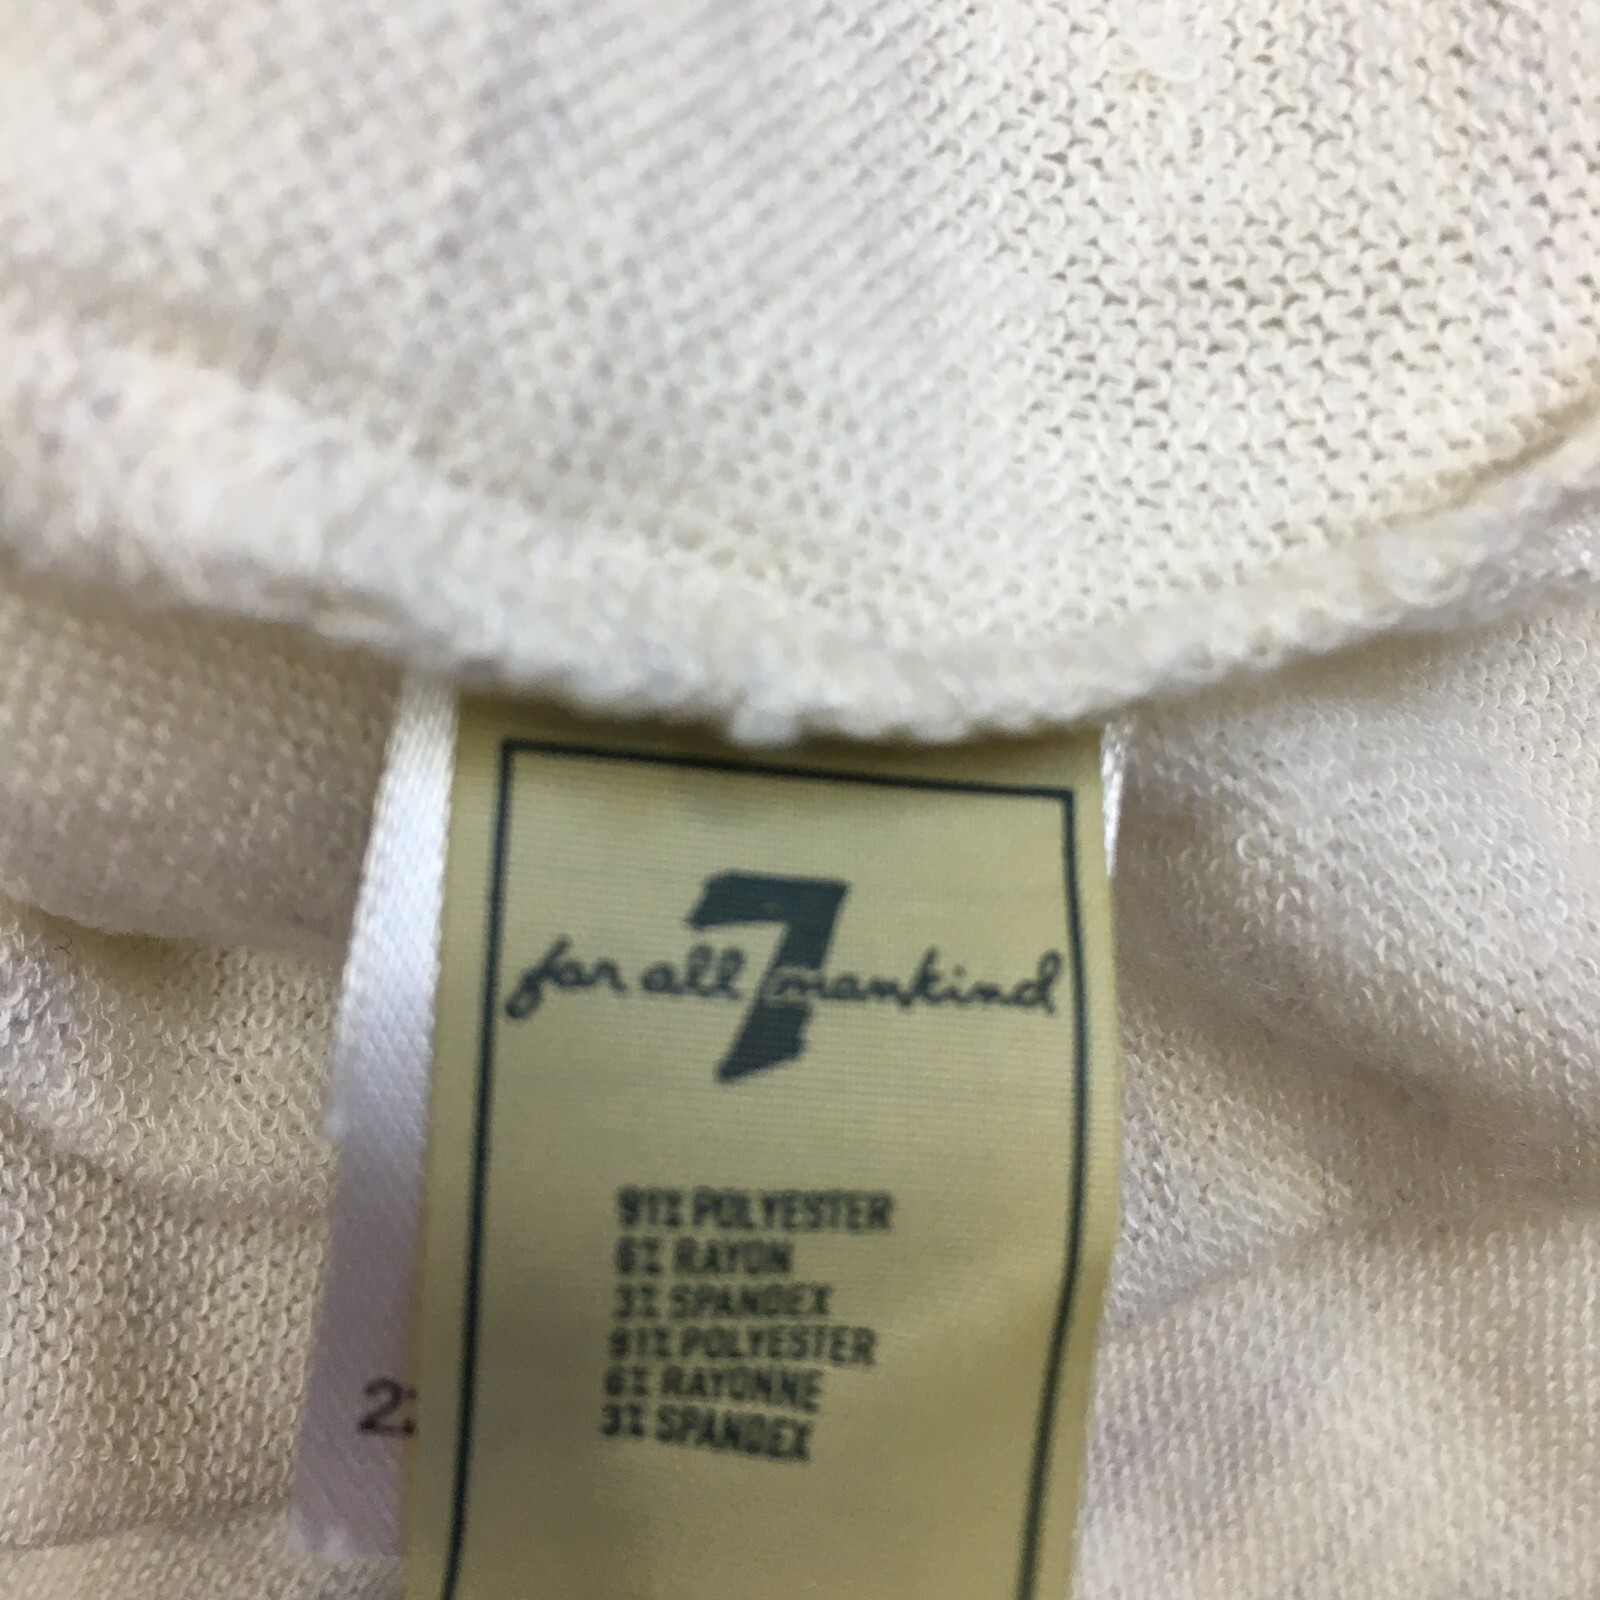 7
for all mankind
91% POLYESTER
6% RAYON
3% SPANDEX
91% POLYESTER
6% RAYONNE
3% SPANDEX